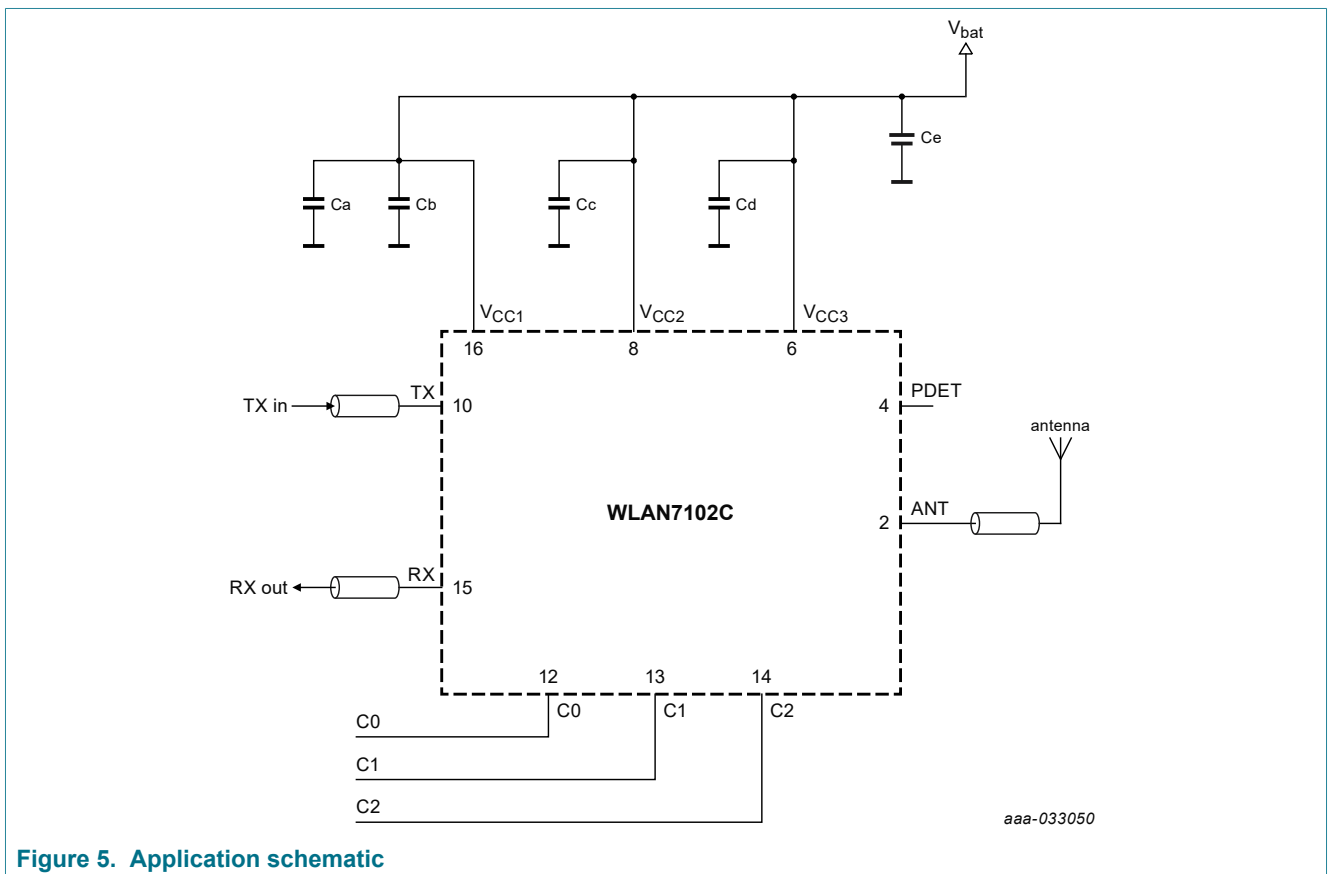 Vbat
Ce
Ca
Cb
Cc
Cd
VCC1
VCC2
VCC3
16
8
6
TX in
TX
10
4
PDET
antenna
WLAN7102C
2
ANT
RX out
RX
15
12
13
14
C0
C1
C2
C0
C1
C2
aaa-033050
Figure 5. Application schematic